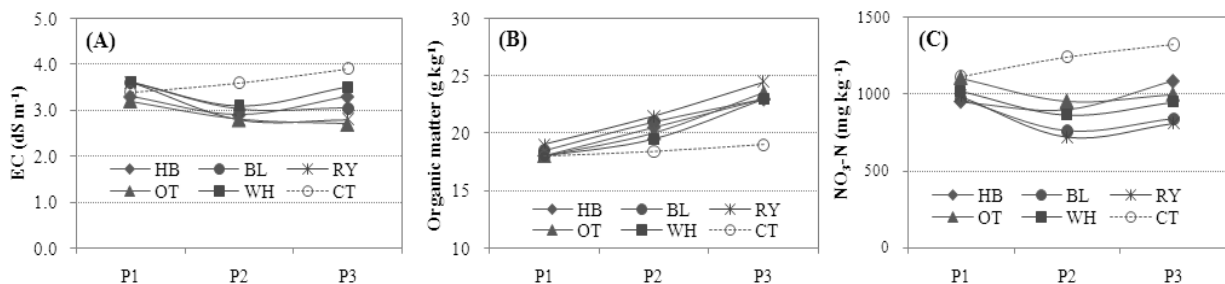 (A)
EC (dS m⁻¹)
5.0
4.0
3.0
2.0
1.0
0.0
HB BL RY
OT WH CT
P1 P2 P3
(B)
Organic matter (g kg⁻¹)
30
25
20
15
10
HB BL RY
OT WH CT
P1 P2 P3
(C)
NO₃-N (mg kg⁻¹)
1500
1000
500
0
HB BL RY
OT WH CT
P1 P2 P3